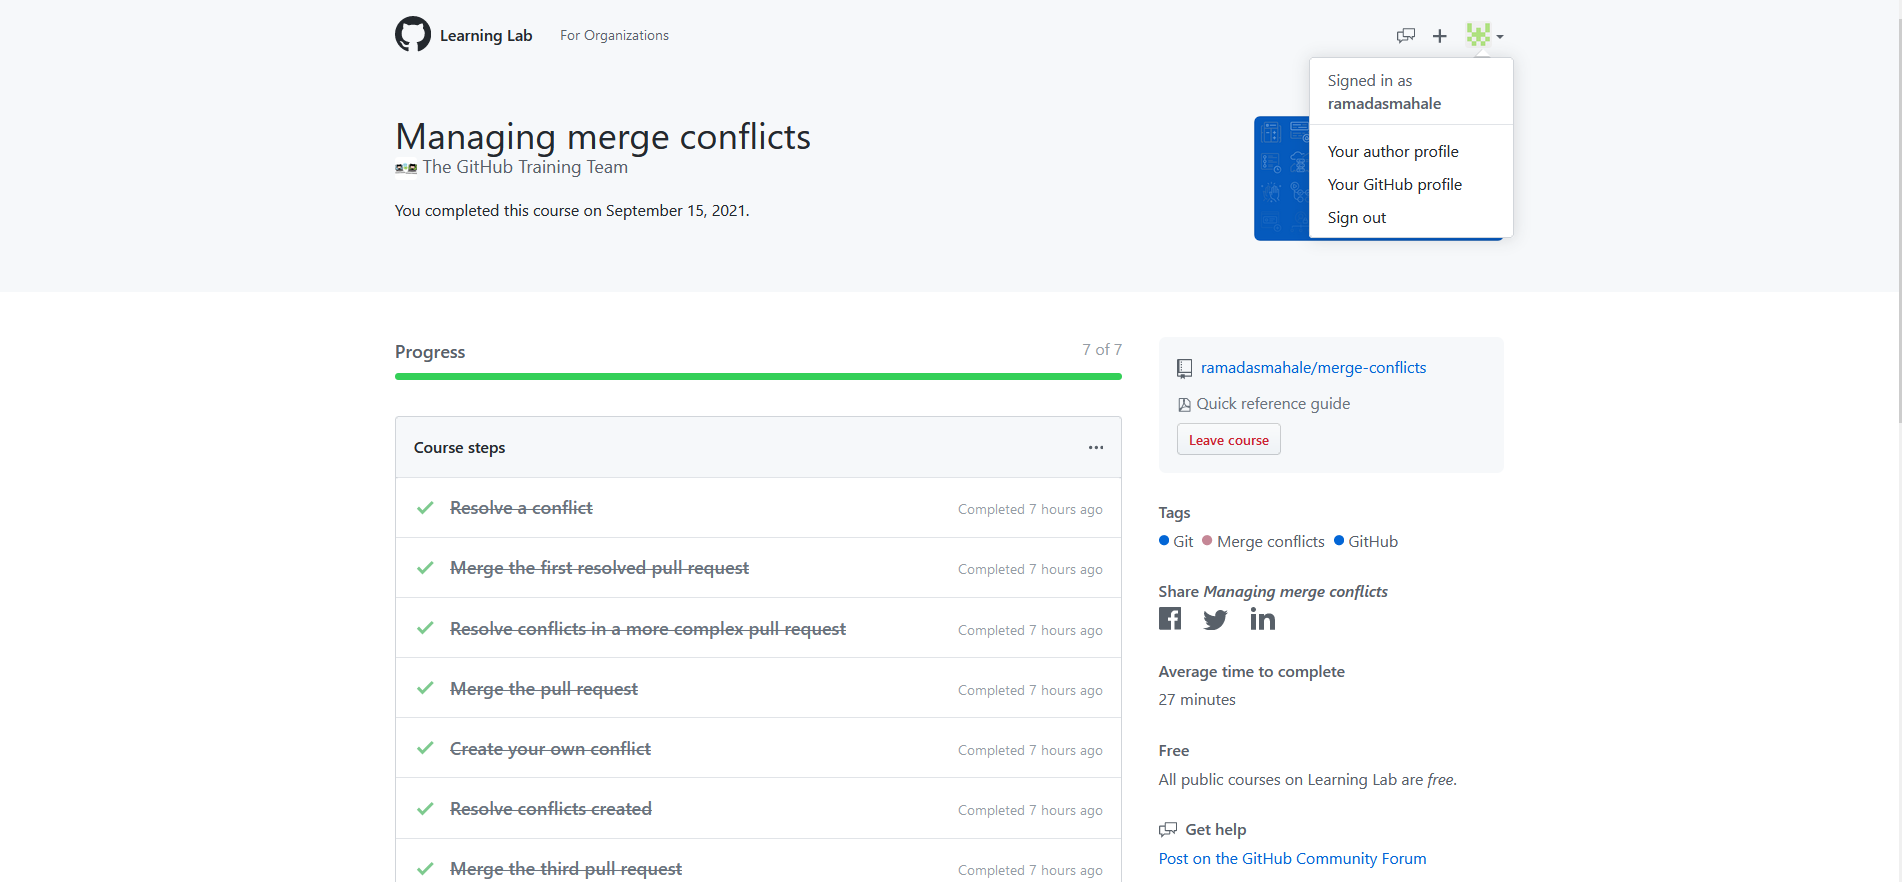 Learning Lab
For Organizations
Signed in as
ramadasmahale
Your author profile
Your GitHub profile
Sign out
Managing merge conflicts
The GitHub Training Team
You completed this course on September 15, 2021.
Progress
7 of 7
Course steps
Resolve a conflict
Completed 7 hours ago
Merge the first resolved pull request
Completed 7 hours ago
Resolve conflicts in a more complex pull request
Completed 7 hours ago
Merge the pull request
Completed 7 hours ago
Create your own conflict
Completed 7 hours ago
Resolve conflicts created
Completed 7 hours ago
Merge the third pull request
Completed 7 hours ago
ramadasmahale/merge-conflicts
Quick reference guide
Leave course
Tags
Git Merge conflicts GitHub
Share Managing merge conflicts
Average time to complete
27 minutes
Free
All public courses on Learning Lab are free.
Get help
Post on the GitHub Community Forum